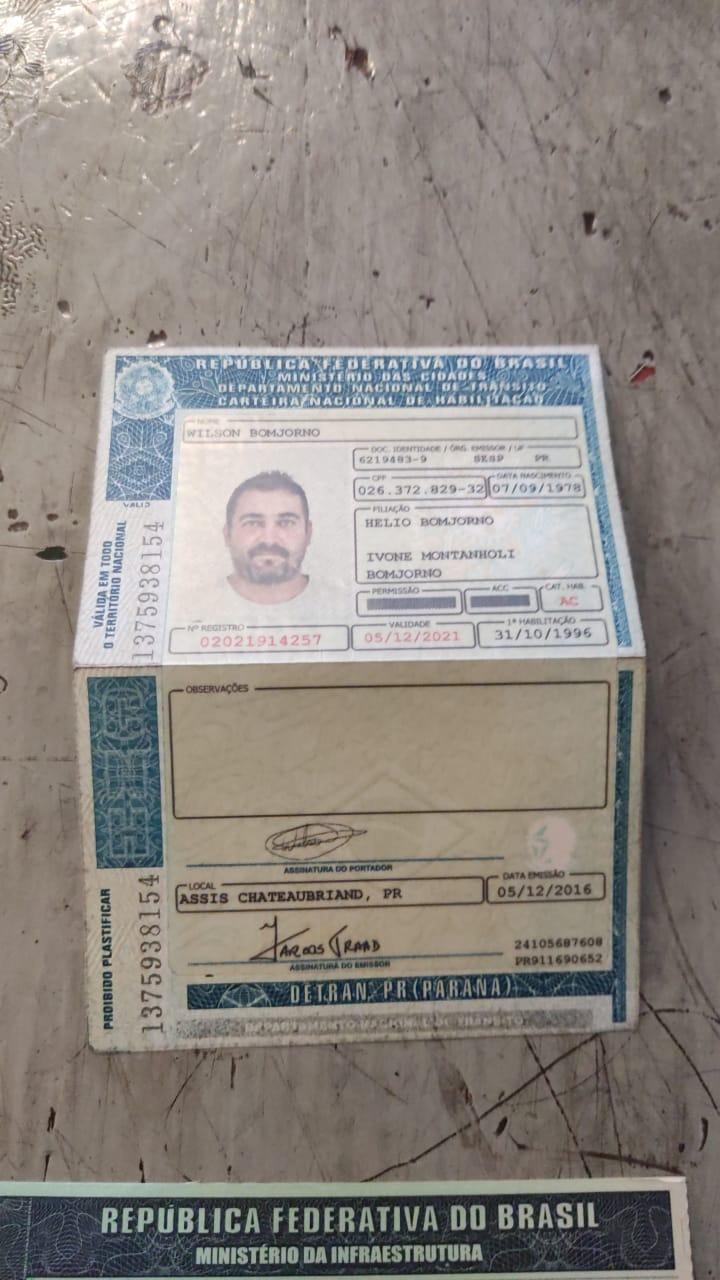 REPÚBLICA FEDERATIVA DO BRASIL
MINISTÉRIO DAS CIDADES
DEPARTAMENTO NACIONAL DE TRÂNSITO
CARTEIRA NACIONAL DE HABILITAÇÃO
NOME
WILSON BOMJORNO
DOC. IDENTIDADE / ÓRG. EMISSOR / UF
6219483-9 SESP PR
CPF
026.372.829-32
DATA NASCIMENTO
07/09/1978
FILIAÇÃO
HELIO BOMJORNO
IVONE MONTANHOLI
BOMJORNO
PERMISSÃO
ACC
CAT. HAB.
AC
Nº REGISTRO
02021914257
VALIDADE
05/12/2021
1ª HABILITAÇÃO
31/10/1996
VÁLIDA EM TODO
O TERRITÓRIO NACIONAL
1375938154
OBSERVAÇÕES
ASSINATURA DO PORTADOR
LOCAL
ASSIS CHATEAUBRIAND, PR
DATA EMISSÃO
05/12/2016
ASSINATURA DO EMISSOR
24105687608
PR911690652
PROIBIDO PLASTIFICAR
1375938154
DETRAN, PR (PARANÁ)
DEPARTAMENTO NACIONAL DE TRÂNSITO
REPÚBLICA FEDERATIVA DO BRASIL
MINISTÉRIO DA INFRAESTRUTURA